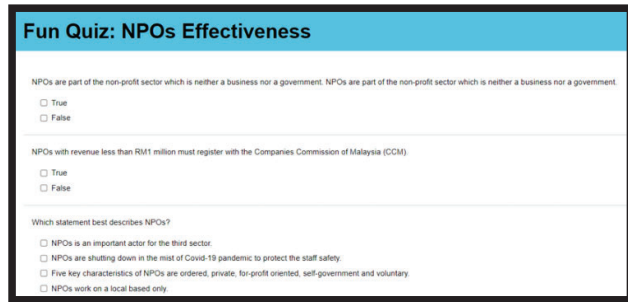 Fun Quiz: NPOs Effectiveness
NPOs are part of the non-profit sector which is neither a business nor a government. NPOs are part of the non-profit sector which is neither a business nor a government.
True
False
NPOs with revenue less than RM1 million must register with the Companies Commission of Malaysia (CCM).
True
False
Which statement best describes NPOs?
NPOs is an important actor for the third sector.
NPOs are shutting down in the mist of Covid-19 pandemic to protect the staff safety.
Five key characteristics of NPOs are ordered, private, for-profit oriented, self-government and voluntary.
NPOs work on a local based only.